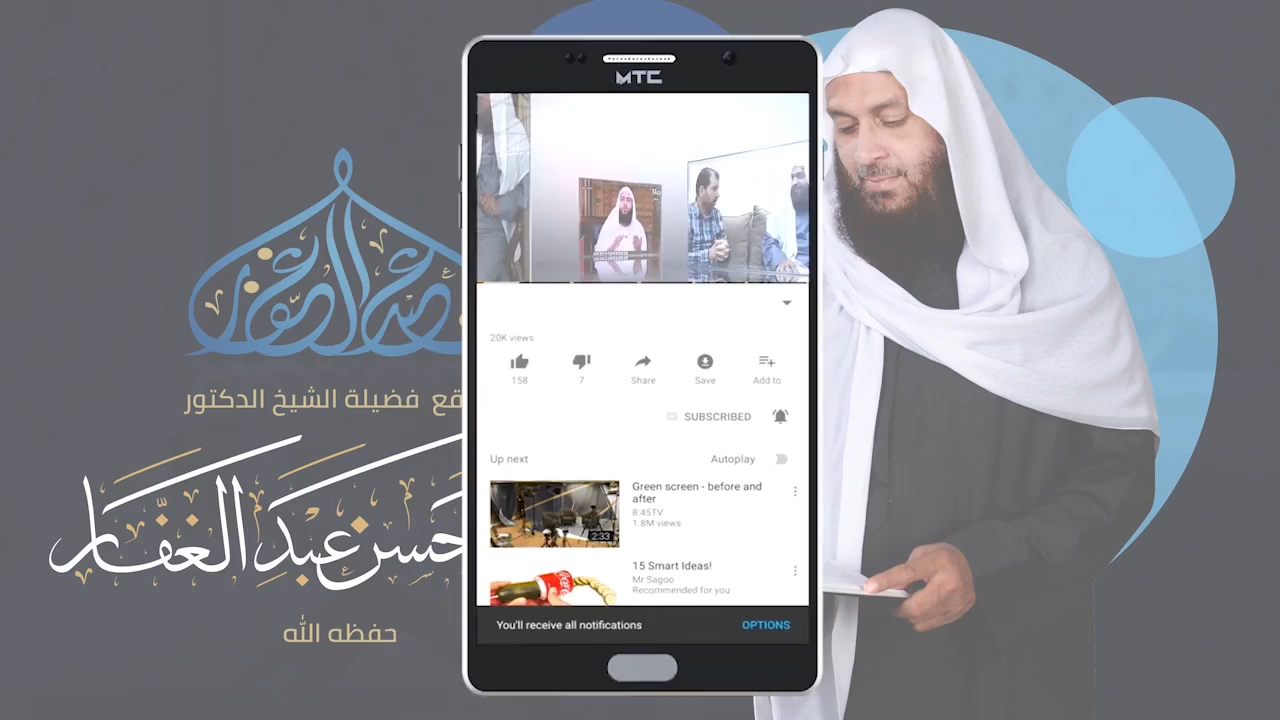 MTC
20K views
158
7
Share
Save
Add to
SUBSCRIBED
Up next
Autoplay
Green screen - before and
after
8.45TV
1.8M views
2:33
15 Smart Ideas!
Mr Sagoo
Recommended for you
You'll receive all notifications
OPTIONS
قع فضيلة الشيخ الدكتور
حسن عبد الغفار
حفظه الله